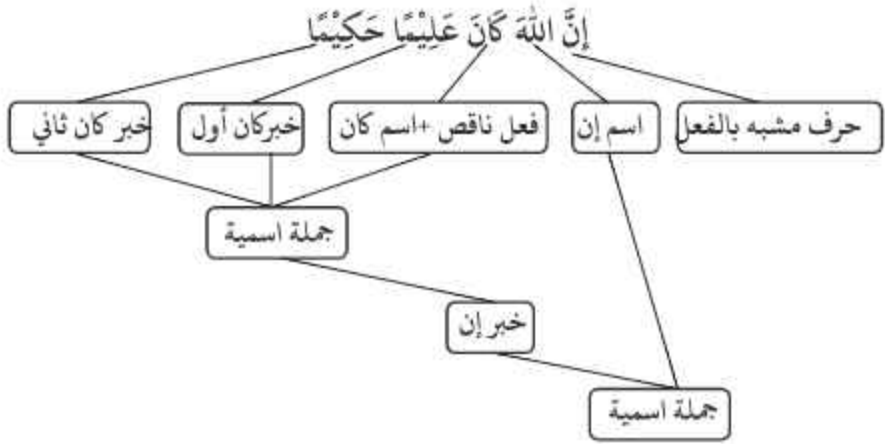 إِنَّ اللهَ كَانَ عَلِيْمًا حَكِيْمًا
حرف مشبه بالفعل
اسم إن
فعل ناقص +اسم كان
خبركان أول
خبر كان ثاني
جملة اسمية
خبر إن
جملة اسمية